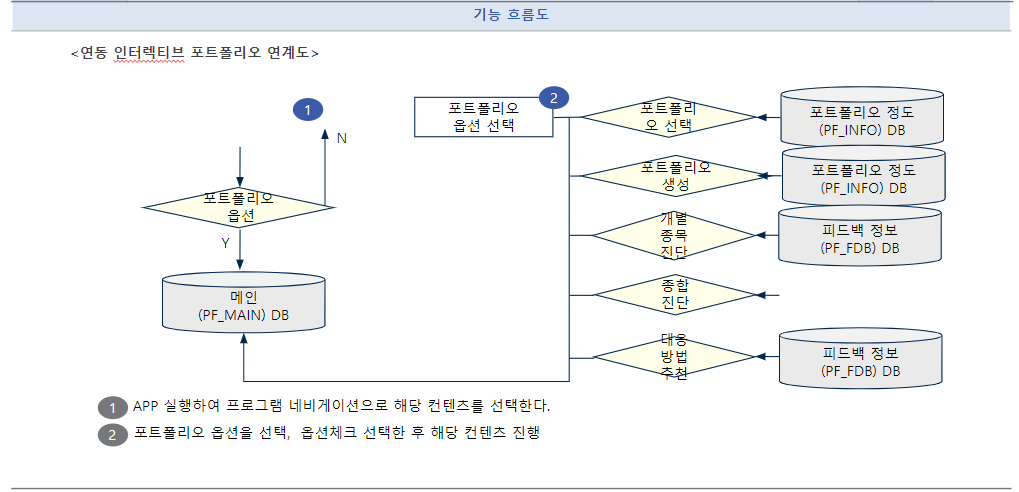 기능 흐름도
<연동 인터렉티브 포트폴리오 연계도>
1
N
포트폴리오
옵션
Y
메인
(PF_MAIN) DB
2
포트폴리오
옵션 선택
포트폴리
오 선택
포트폴리오 정도
(PF_INFO) DB
포트폴리오
생성
포트폴리오 정도
(PF_INFO) DB
개별
종목
진단
피드백 정보
(PF_FDB) DB
종합
진단
대응
방법
추천
피드백 정보
(PF_FDB) DB
1 APP 실행하여 프로그램 네비게이션으로 해당 컨텐츠를 선택한다.
2 포트폴리오 옵션을 선택, 옵션체크 선택한 후 해당 컨텐츠 진행